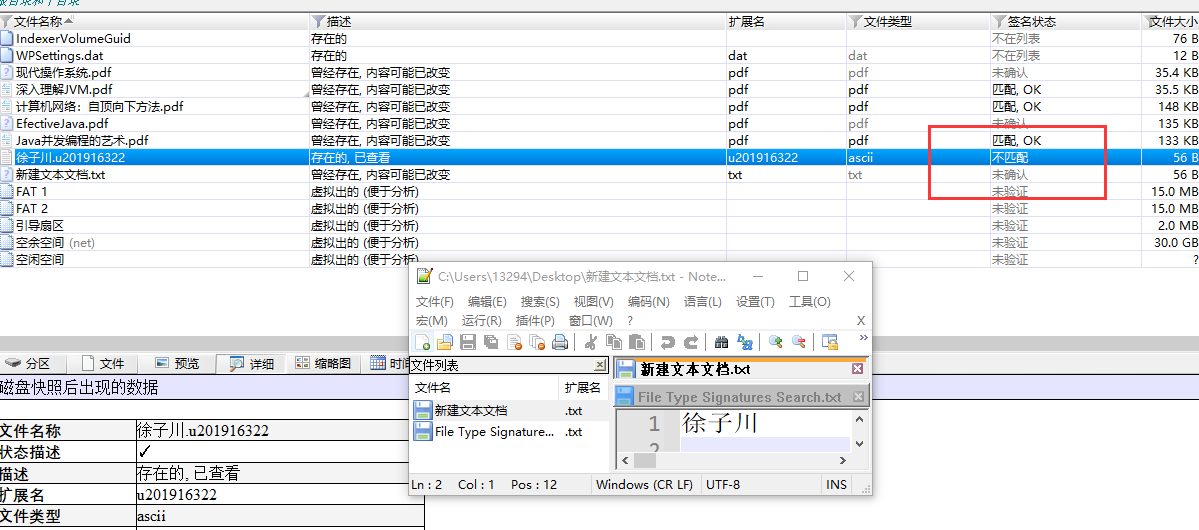 文件名称 描述 扩展名 文件类型 签名状态 文件大小
IndexerVolumeGuid 存在的 不在列表 76 B
WPSettings.dat 存在的 dat dat 不在列表 12 B
现代操作系统.pdf 曾经存在, 内容可能已改变 pdf pdf 未确认 35.4 KB
深入理解JVM.pdf 曾经存在, 内容可能已改变 pdf pdf 匹配, OK 35.5 KB
计算机网络：自顶向下方法.pdf 曾经存在, 内容可能已改变 pdf pdf 匹配, OK 148 KB
EfectiveJava.pdf 曾经存在, 内容可能已改变 pdf pdf 未确认 135 KB
Java并发编程的艺术.pdf 曾经存在, 内容可能已改变 pdf pdf 匹配, OK 133 KB
徐子川.u201916322 存在的, 已查看 u201916322 ascii 不匹配 56 B
新建文本文档.txt 曾经存在, 内容可能已改变 txt txt 未确认 56 B
FAT 1 虚拟出的 (便于分析) 未验证 15.0 MB
FAT 2 虚拟出的 (便于分析) 未验证 15.0 MB
引导扇区 虚拟出的 (便于分析) 未验证 2.0 MB
空余空间 (net) 虚拟出的 (便于分析) 未验证 30.0 GB
空闲空间 虚拟出的 (便于分析) 未验证 ?
C:\Users\13294\Desktop\新建文本文档.txt - Note...
文件(F) 编辑(E) 搜索(S) 视图(V) 编码(N) 语言(L) 设置(T) 工具(O)
宏(M) 运行(R) 插件(P) 窗口(W) ? X
文件列表
新建文本文档.txt
文件名 扩展名
File Type Signatures Search.txt
新建文本文档 .txt
File Type Signature... .txt
1 徐子川
2
Ln : 2 Col : 1 Pos : 12 Windows (CR LF) UTF-8 INS
分区 文件 预览 详细 缩略图 时间
磁盘快照后出现的数据
文件名称 徐子川.u201916322
状态描述 ✓
描述 存在的, 已查看
扩展名 u201916322
文件类型 ascii